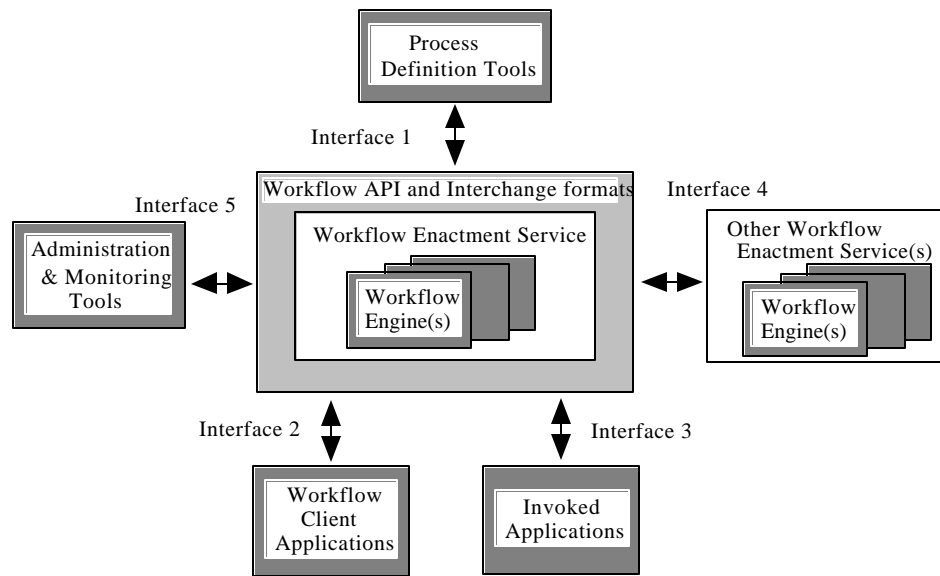 Process
Definition Tools
Interface 1
Workflow API and Interchange formats
Interface 4
Interface 5
Workflow Enactment Service
Workflow
Engine(s)
Administration
& Monitoring
Tools
Other Workflow
Enactment Service(s)
Workflow
Engine(s)
Interface 2
Interface 3
Workflow
Client
Applications
Invoked
Applications